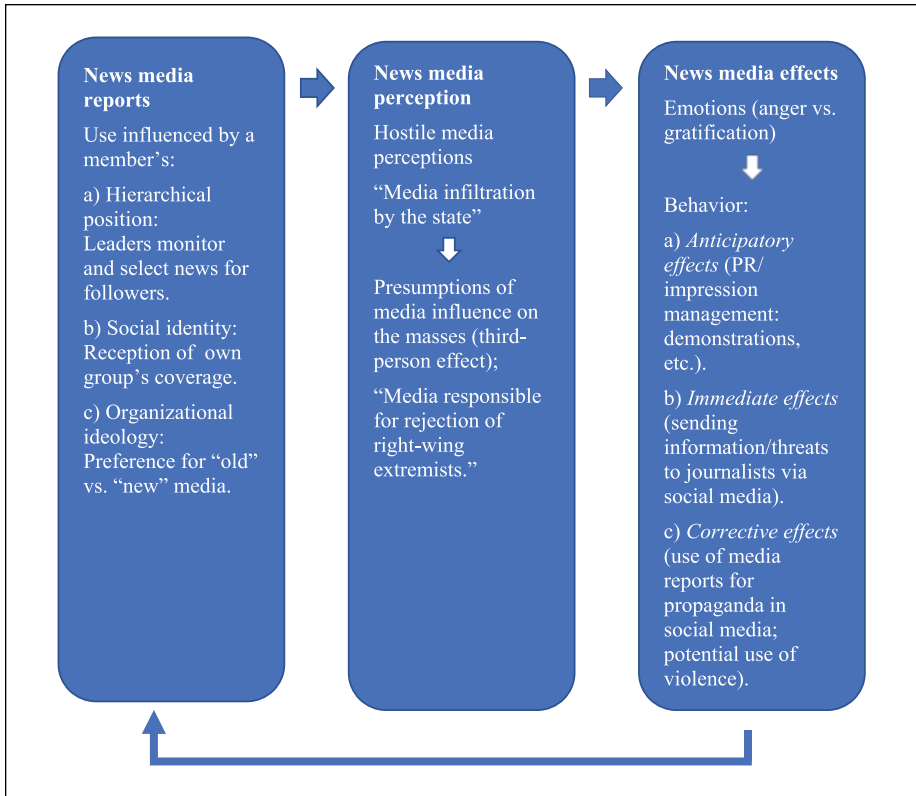 News media
reports
Use influenced by a
member’s:
a) Hierarchical
position:
Leaders monitor
and select news for
followers.
b) Social identity:
Reception of own
group’s coverage.
c) Organizational
ideology:
Preference for “old”
vs. “new” media.
News media
perception
Hostile media
perceptions
“Media infiltration
by the state”
Presumptions of
media influence on
the masses (third-
person effect);
“Media responsible
for rejection of
right-wing
extremists.”
News media effects
Emotions (anger vs.
gratification)
Behavior:
a) Anticipatory
effects (PR/
impression
management:
demonstrations,
etc.).
b) Immediate effects
(sending
information/threats
to journalists via
social media).
c) Corrective effects
(use of media
reports for
propaganda in
social media;
potential use of
violence).